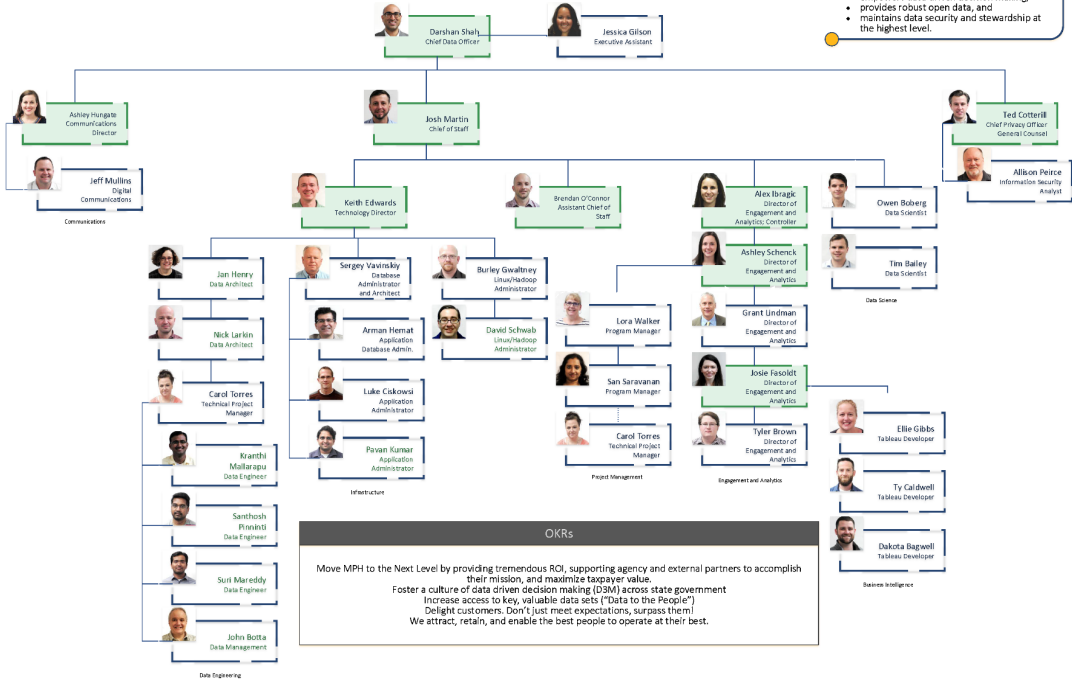 provides robust open data, and
maintains data security and stewardship at
the highest level.
Darshan Shah
Chief Data Officer
Jessica Gilson
Executive Assistant
Ashley Hungate
Communications
Director
Josh Martin
Chief of Staff
Ted Cotterill
Chief Privacy Officer
General Counsel
Jeff Mullins
Digital
Communications
Communications
Allison Peirce
Information Security
Analyst
Keith Edwards
Technology Director
Brendan O'Connor
Assistant Chief of
Staff
Alex Ibragic
Director of
Engagement and
Analytics; Controller
Owen Boberg
Data Scientist
Jan Henry
Data Architect
Sergey Vavinskiy
Database
Administrator
and Architect
Burley Gwaltney
Linux/Hadoop
Administrator
Ashley Schenck
Director of
Engagement and
Analytics
Tim Bailey
Data Scientist
Data Science
Nick Larkin
Data Architect
Arman Hemat
Application
Database Admin.
David Schwab
Linux/Hadoop
Administrator
Lora Walker
Program Manager
Grant Lindman
Director of
Engagement and
Analytics
Carol Torres
Technical Project
Manager
Luke Ciskowsi
Application
Administrator
San Saravanan
Program Manager
Josie Fasoldt
Director of
Engagement and
Analytics
Ellie Gibbs
Tableau Developer
Kranthi
Mallarapu
Data Engineer
Pavan Kumar
Application
Administrator
Infrastructure
Carol Torres
Technical Project
Manager
Project Management
Tyler Brown
Director of
Engagement and
Analytics
Engagement and Analytics
Ty Caldwell
Tableau Developer
Santhosh
Pinninti
Data Engineer
Dakota Bagwell
Tableau Developer
Business Intelligence
Suri Mareddy
Data Engineer
John Botta
Data Management
Data Engineering
OKRs
Move MPH to the Next Level by providing tremendous ROI, supporting agency and external partners to accomplish
their mission, and maximize taxpayer value.
Foster a culture of data driven decision making (D3M) across state government
Increase access to key, valuable data sets (“Data to the People”)
Delight customers. Don’t just meet expectations, surpass them!
We attract, retain, and enable the best people to operate at their best.